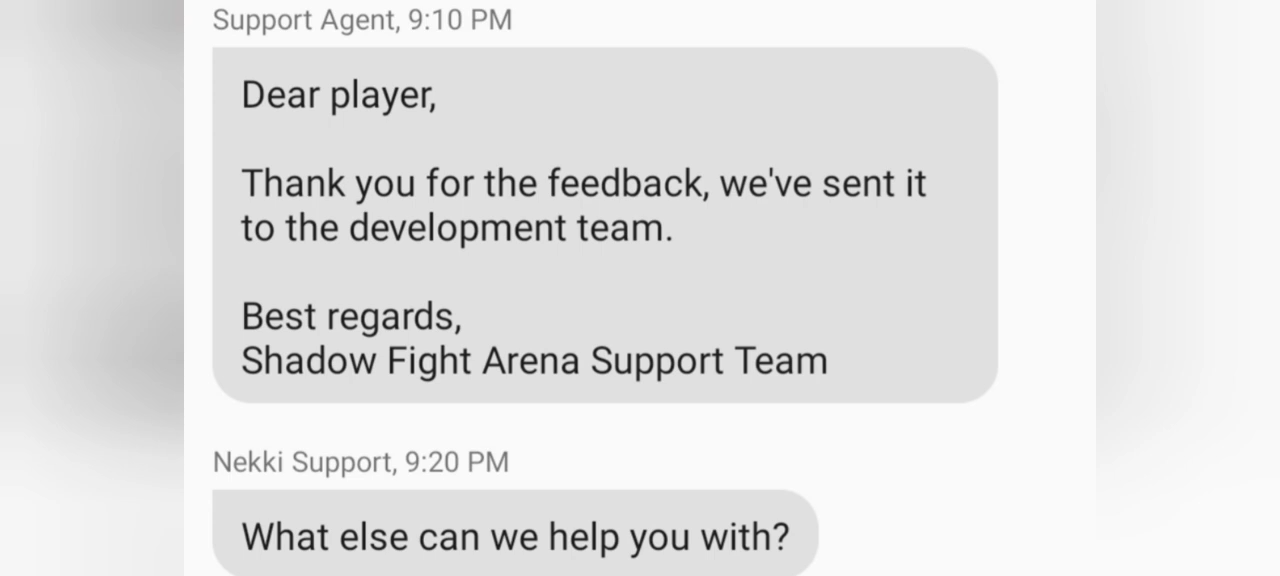 Support Agent, 9:10 PM
Dear player,
Thank you for the feedback, we've sent it
to the development team.
Best regards,
Shadow Fight Arena Support Team
Nekki Support, 9:20 PM
What else can we help you with?